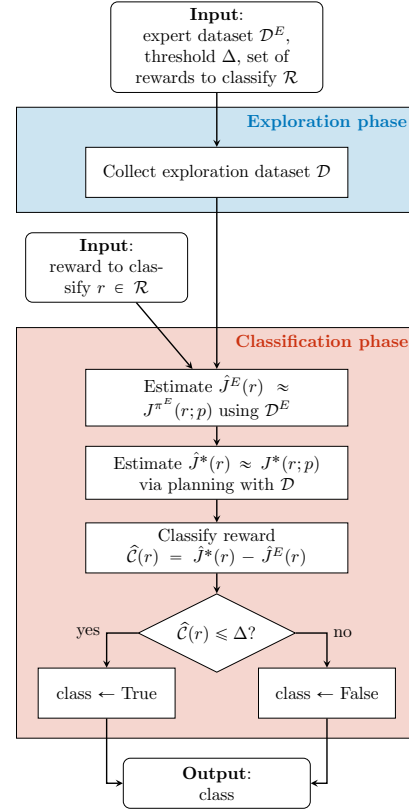 Input:
expert dataset 𝒟^E,
threshold Δ, set of
rewards to classify ℛ
Exploration phase
Collect exploration dataset 𝒟
Input:
reward to clas-
sify r ∈ ℛ
Classification phase
Estimate Ĵ^E(r) ≈
J^{π^E}(r; p) using 𝒟^E
Estimate Ĵ*(r) ≈ J*(r; p)
via planning with 𝒟
Classify reward
𝒞̂(r) = Ĵ*(r) − Ĵ^E(r)
𝒞̂(r) ⩽ Δ?
yes
no
class ← True
class ← False
Output:
class